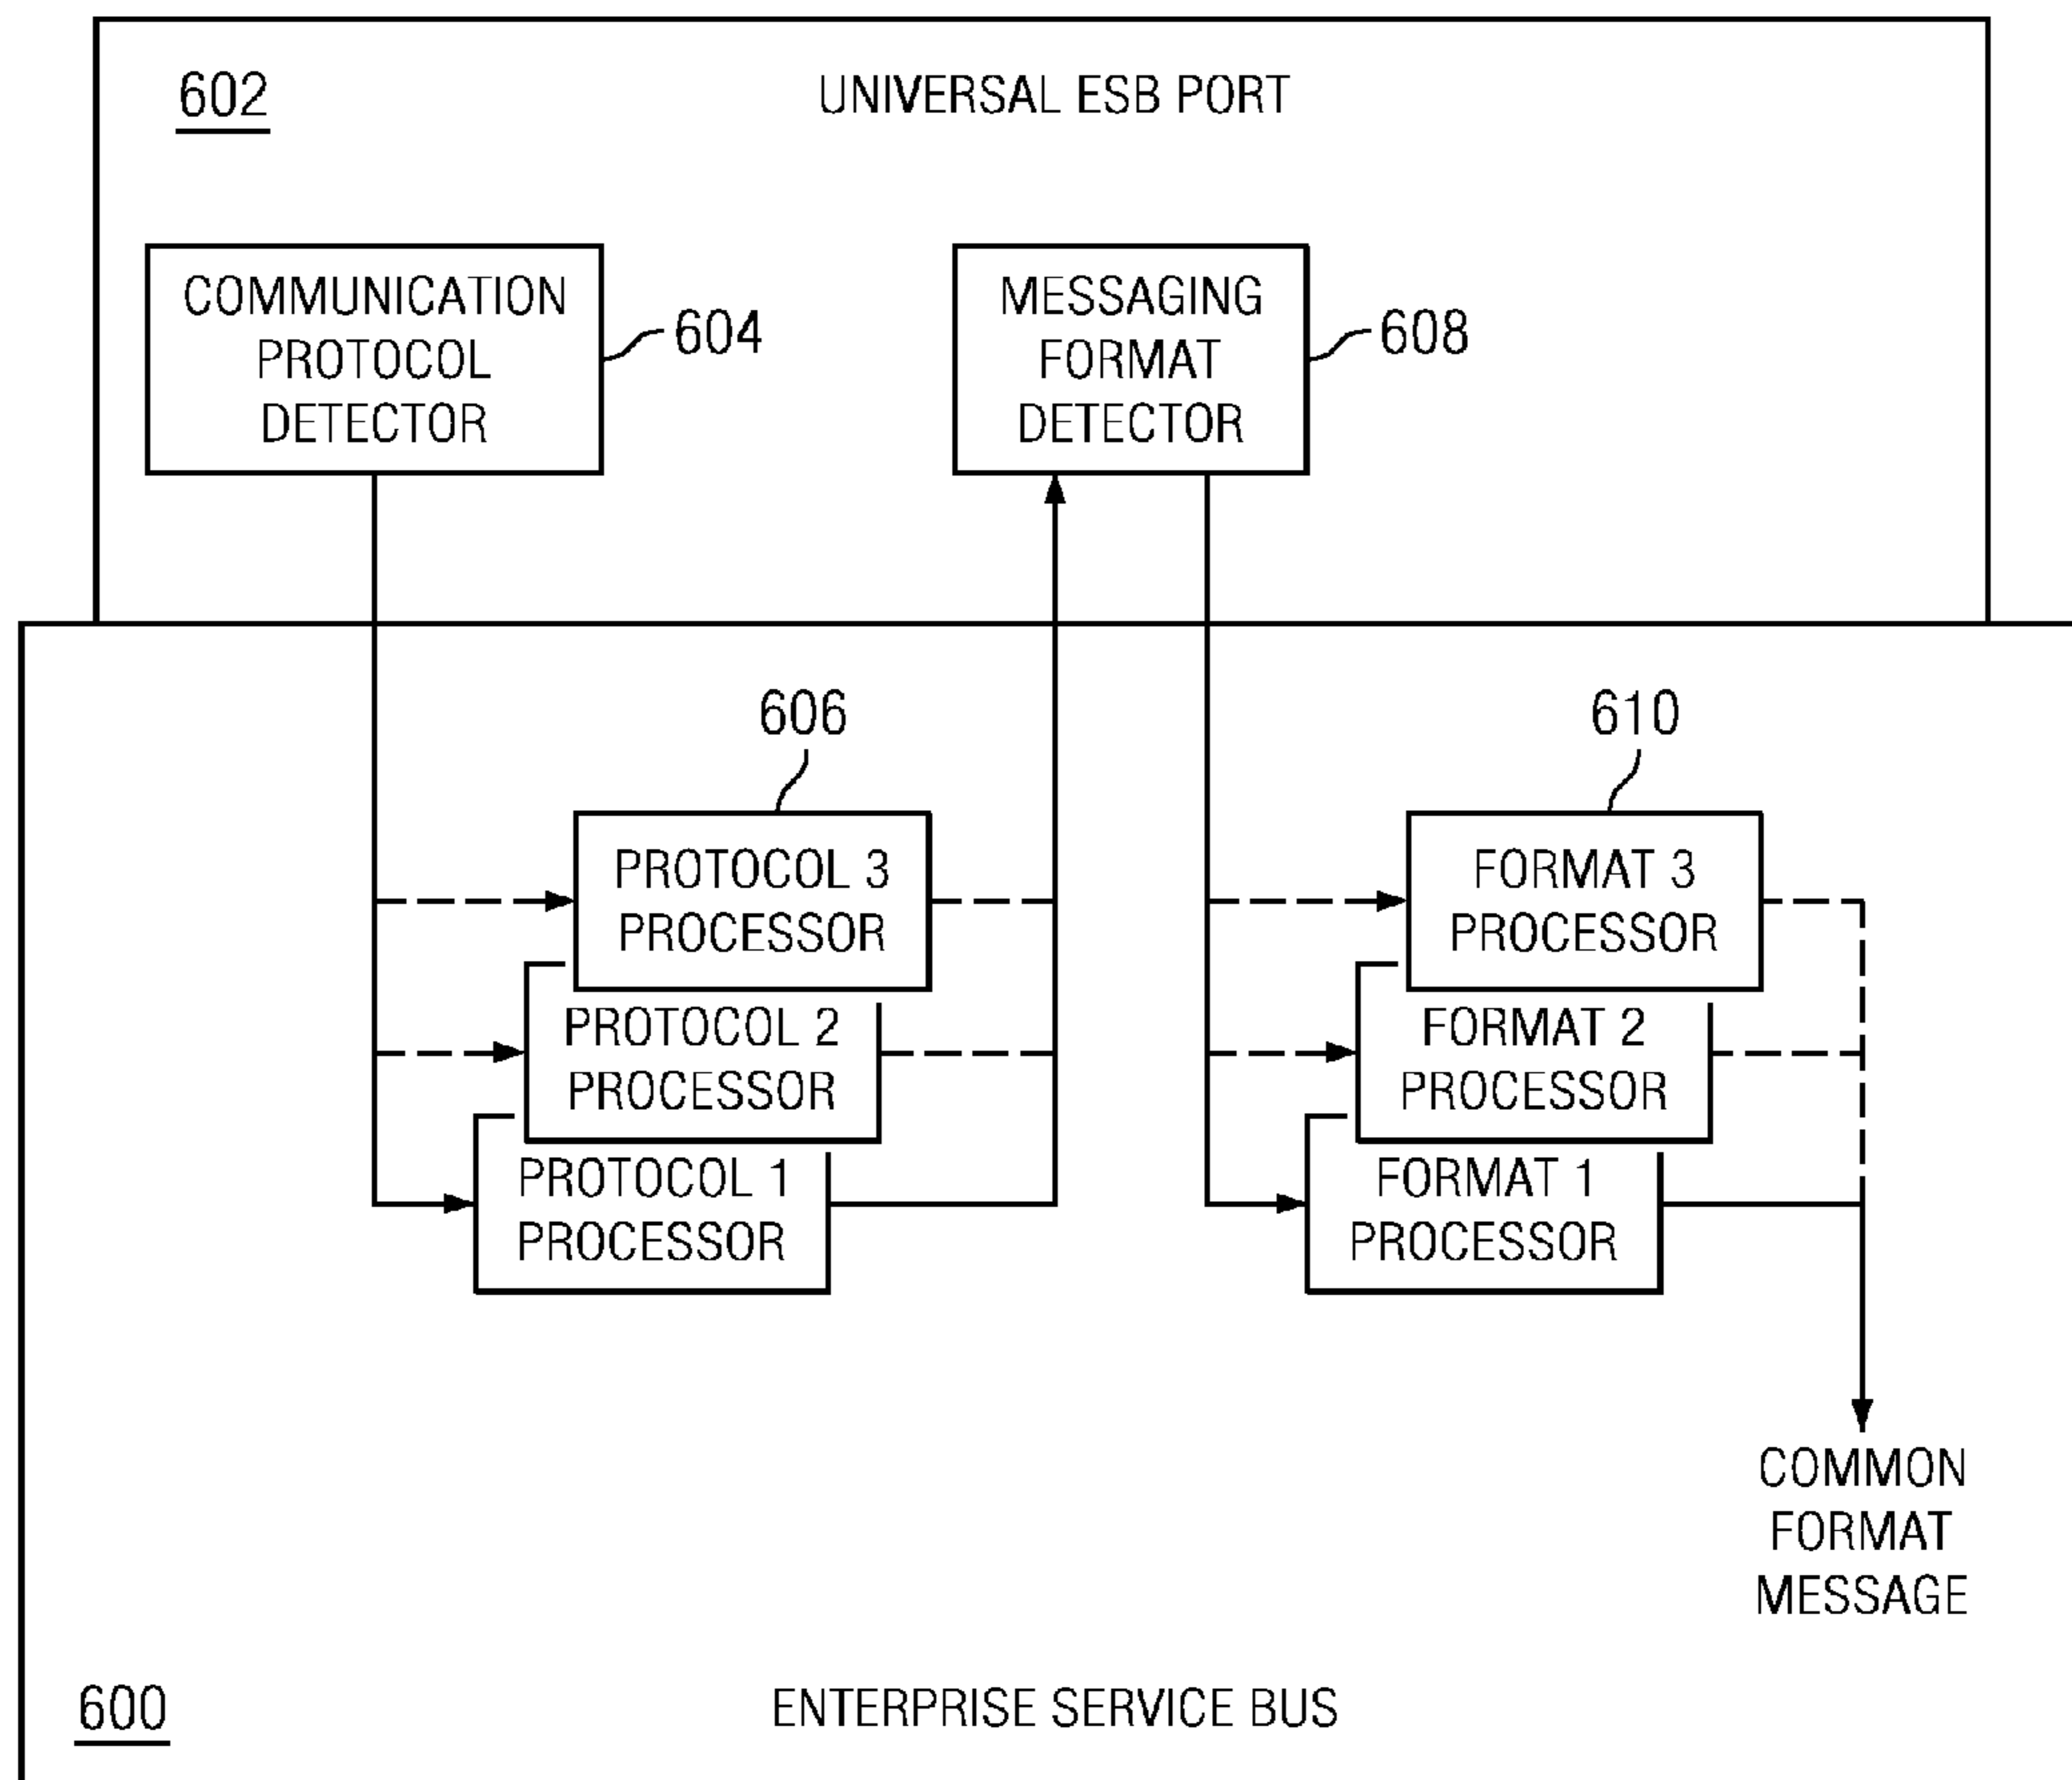 602
UNIVERSAL ESB PORT
COMMUNICATION
PROTOCOL
DETECTOR
604
MESSAGING
FORMAT
DETECTOR
608
606
610
PROTOCOL 3
PROCESSOR
PROTOCOL 2
PROCESSOR
PROTOCOL 1
PROCESSOR
FORMAT 3
PROCESSOR
FORMAT 2
PROCESSOR
FORMAT 1
PROCESSOR
COMMON
FORMAT
MESSAGE
600
ENTERPRISE SERVICE BUS